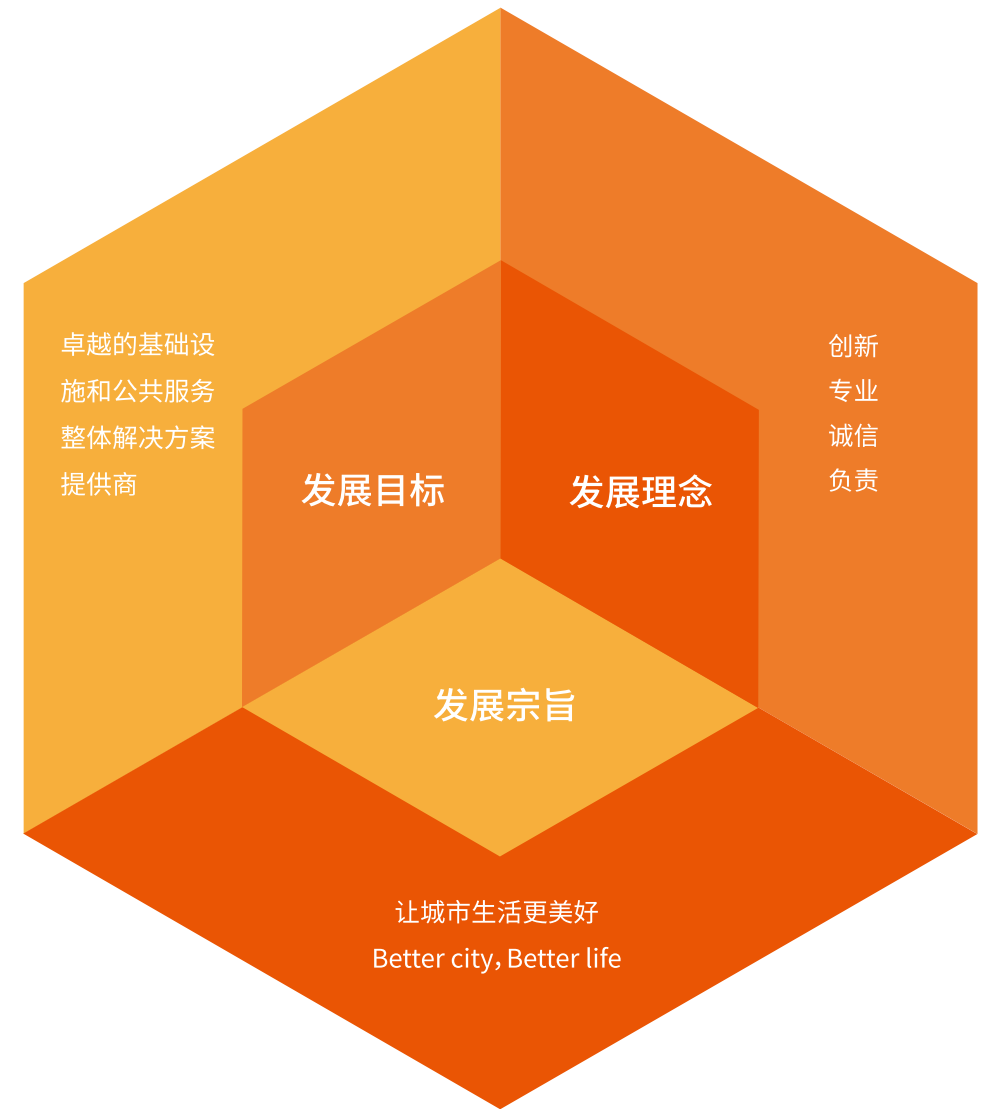 卓越的基础设
施和公共服务
整体解决方案
提供商
发展目标
发展理念
创新
专业
诚信
负责
发展宗旨
让城市生活更美好
Better city，Better life